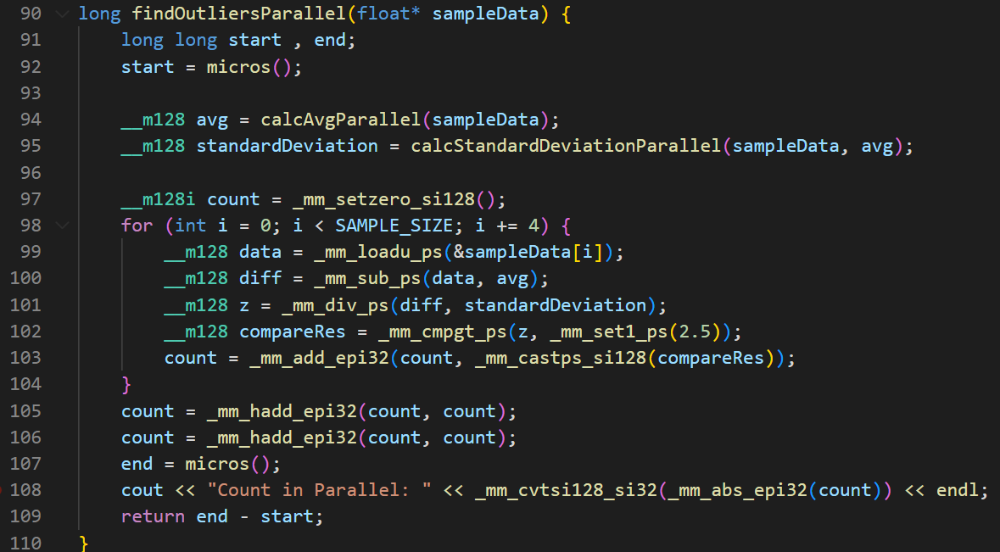 90 long findOutliersParallel(float* sampleData) {
91     long long start , end;
92     start = micros();
93
94     __m128 avg = calcAvgParallel(sampleData);
95     __m128 standardDeviation = calcStandardDeviationParallel(sampleData, avg);
96
97     __m128i count = _mm_setzero_si128();
98     for (int i = 0; i < SAMPLE_SIZE; i += 4) {
99         __m128 data = _mm_loadu_ps(&sampleData[i]);
100         __m128 diff = _mm_sub_ps(data, avg);
101         __m128 z = _mm_div_ps(diff, standardDeviation);
102         __m128 compareRes = _mm_cmpgt_ps(z, _mm_set1_ps(2.5));
103         count = _mm_add_epi32(count, _mm_castps_si128(compareRes));
104     }
105     count = _mm_hadd_epi32(count, count);
106     count = _mm_hadd_epi32(count, count);
107     end = micros();
108     cout << "Count in Parallel: " << _mm_cvtsi128_si32(_mm_abs_epi32(count)) << endl;
109     return end - start;
110 }